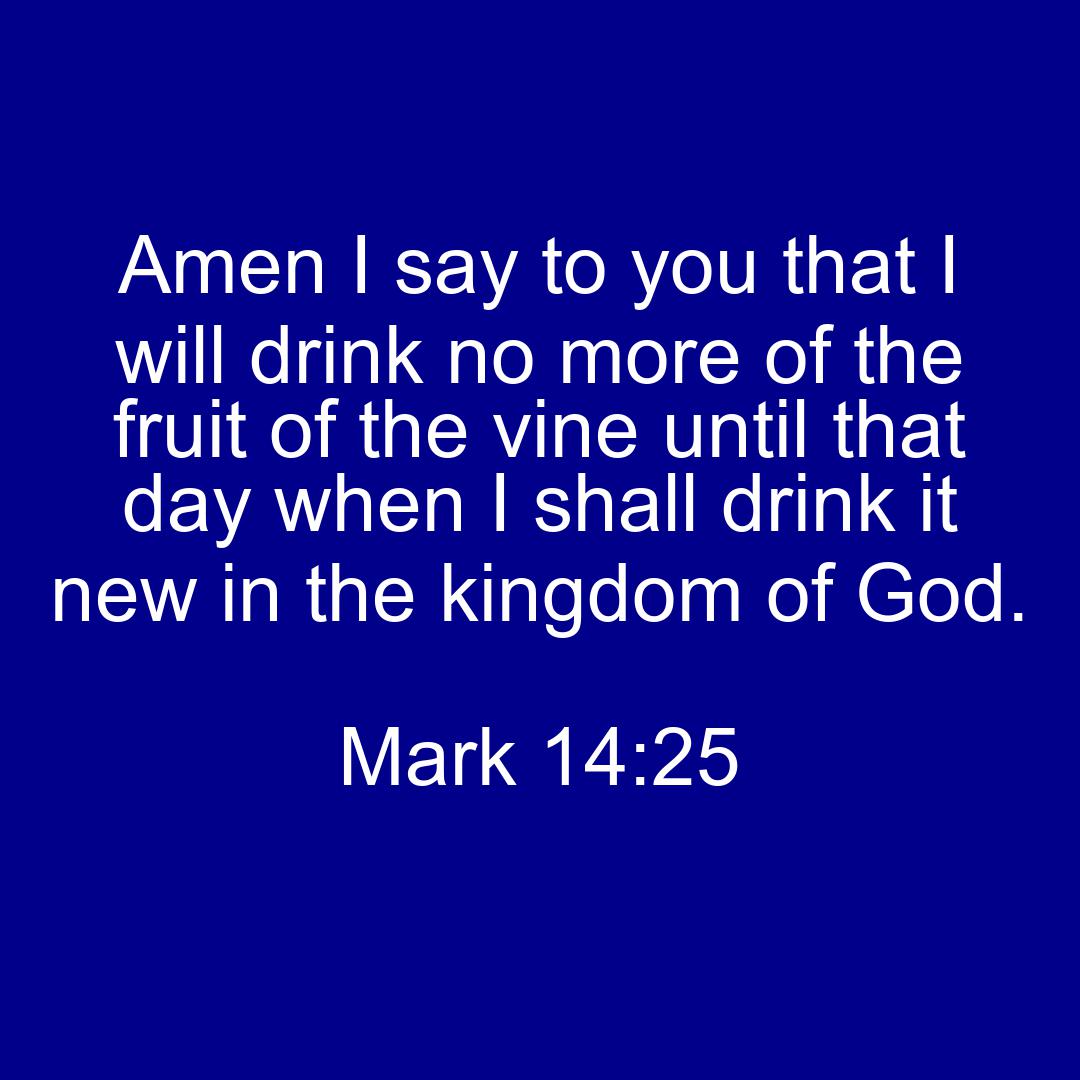 Amen I say to you that I
will drink no more of the
fruit of the vine until that
day when I shall drink it
new in the kingdom of God.
Mark 14:25